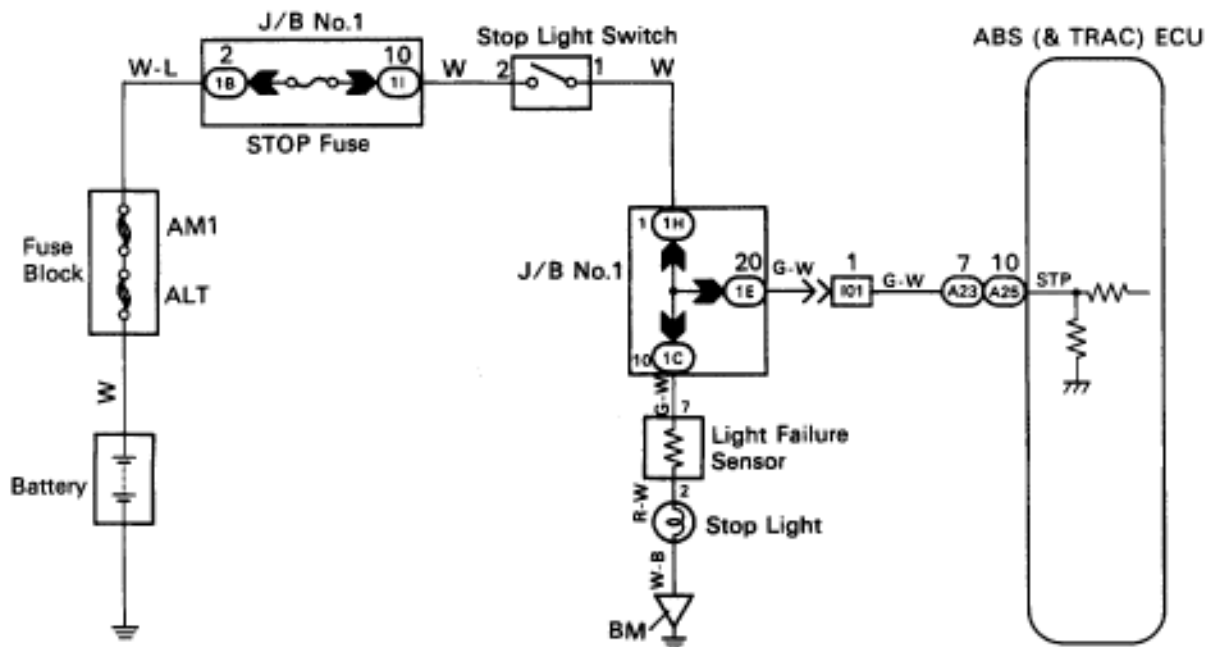 J/B No.1
Stop Light Switch
ABS (& TRAC) ECU
W-L
2
1B
10
1I
W
2
1
W
STOP Fuse
Fuse
Block
AM1
ALT
W
Battery
J/B No.1
1
1H
20
1E
G-W
1
I01
G-W
7
10
A23
A25
STP
10
1C
G-W
7
Light Failure
Sensor
R-W
2
Stop Light
W-B
BM